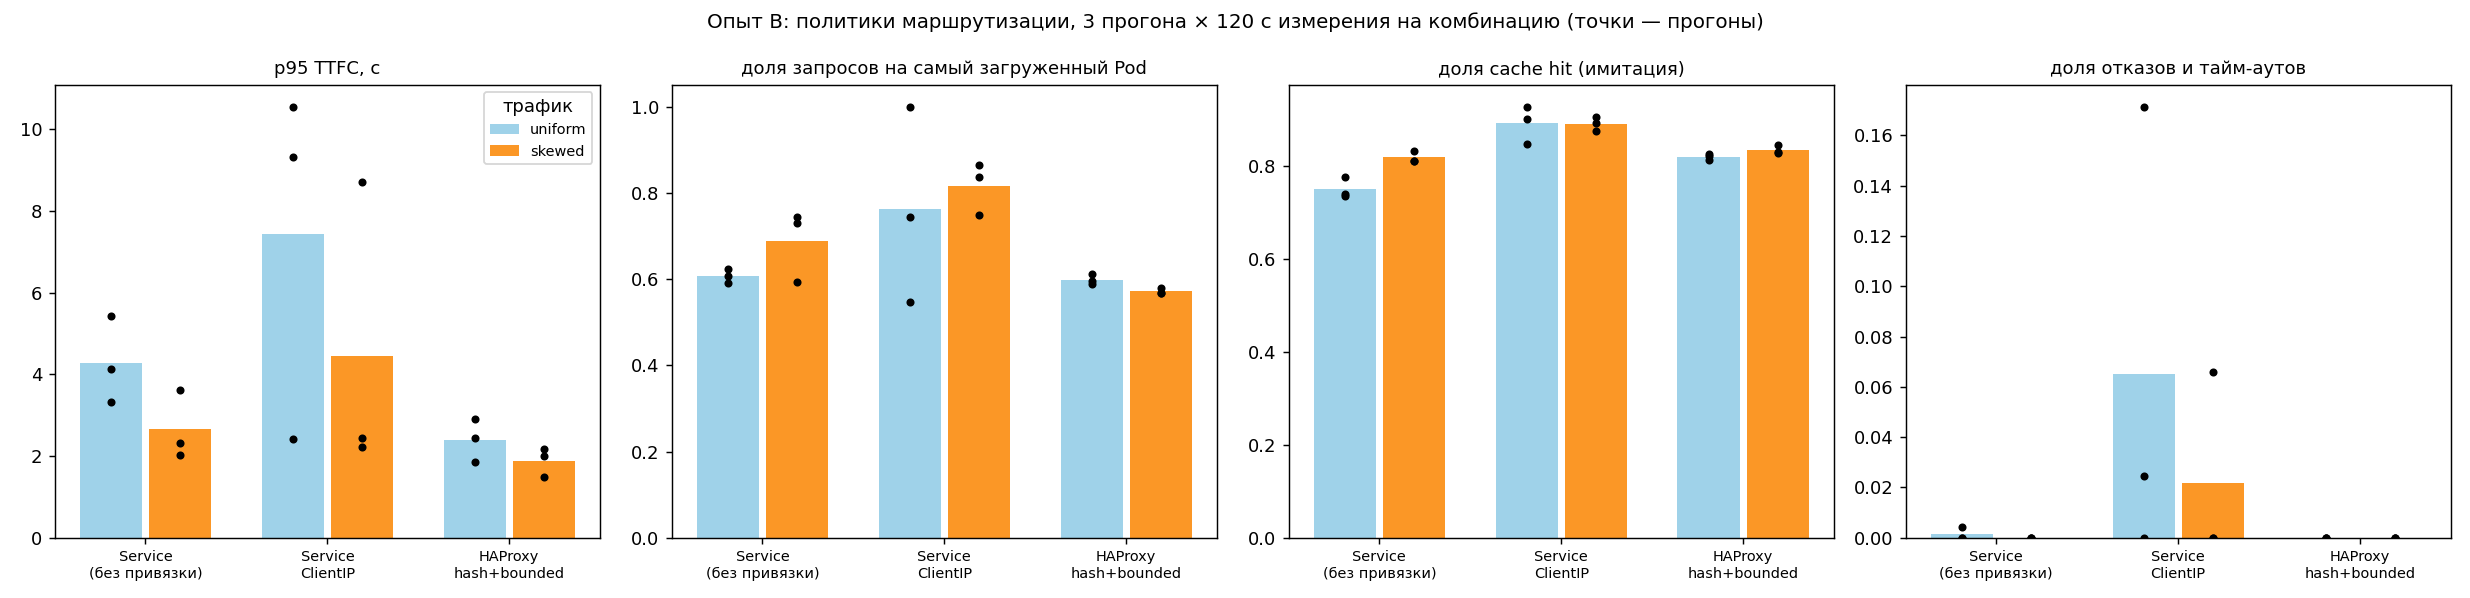 Опыт B: политики маршрутизации, 3 прогона × 120 с измерения на комбинацию (точки — прогоны)
p95 TTFC, с
10
8
6
4
2
0
трафик
uniform
skewed
Service
(без привязки)
Service
ClientIP
HAProxy
hash+bounded
доля запросов на самый загруженный Pod
1.0
0.8
0.6
0.4
0.2
0.0
Service
(без привязки)
Service
ClientIP
HAProxy
hash+bounded
доля cache hit (имитация)
0.8
0.6
0.4
0.2
0.0
Service
(без привязки)
Service
ClientIP
HAProxy
hash+bounded
доля отказов и тайм-аутов
0.16
0.14
0.12
0.10
0.08
0.06
0.04
0.02
0.00
Service
(без привязки)
Service
ClientIP
HAProxy
hash+bounded